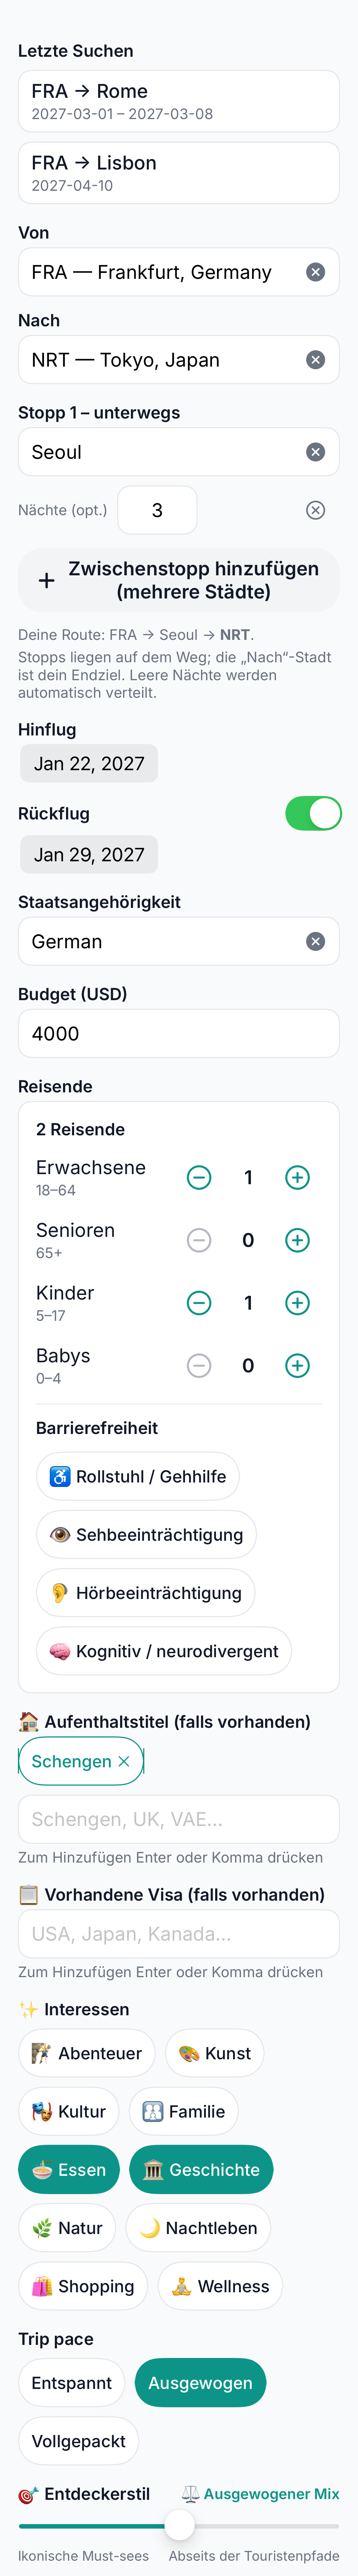 Letzte Suchen
FRA → Rome
2027-03-01 – 2027-03-08
FRA → Lisbon
2027-04-10
Von
FRA — Frankfurt, Germany
Nach
NRT — Tokyo, Japan
Stopp 1 – unterwegs
Seoul
Nächte (opt.) 3
Zwischenstopp hinzufügen
(mehrere Städte)
Deine Route: FRA → Seoul → NRT.
Stopps liegen auf dem Weg; die „Nach“-Stadt
ist dein Endziel. Leere Nächte werden
automatisch verteilt.
Hinflug
Jan 22, 2027
Rückflug
Jan 29, 2027
Staatsangehörigkeit
German
Budget (USD)
4000
Reisende
2 Reisende
Erwachsene
18–64
1
Senioren
65+
0
Kinder
5–17
1
Babys
0–4
0
Barrierefreiheit
♿ Rollstuhl / Gehhilfe
👁️ Sehbeeinträchtigung
🦻 Hörbeeinträchtigung
🧠 Kognitiv / neurodivergent
🏠 Aufenthaltstitel (falls vorhanden)
Schengen ×
Schengen, UK, VAE...
Zum Hinzufügen Enter oder Komma drücken
📋 Vorhandene Visa (falls vorhanden)
USA, Japan, Kanada...
Zum Hinzufügen Enter oder Komma drücken
✨ Interessen
🧗 Abenteuer 🎨 Kunst
🎭 Kultur 👨‍👩‍👧 Familie
🍜 Essen 🏛️ Geschichte
🌿 Natur 🌙 Nachtleben
🛍️ Shopping 🧘 Wellness
Trip pace
Entspannt Ausgewogen
Vollgepackt
🎯 Entdeckerstil ⚖️ Ausgewogener Mix
Ikonische Must-sees Abseits der Touristenpfade